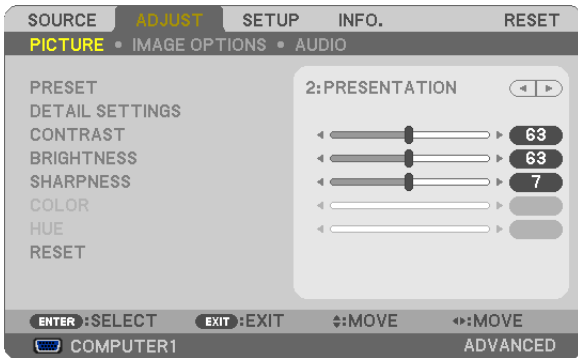 SOURCE ADJUST SETUP INFO. RESET
PICTURE • IMAGE OPTIONS • AUDIO
PRESET 2:PRESENTATION
DETAIL SETTINGS
CONTRAST 63
BRIGHTNESS 63
SHARPNESS 7
COLOR
HUE
RESET
ENTER:SELECT EXIT:EXIT :MOVE :MOVE
COMPUTER1 ADVANCED